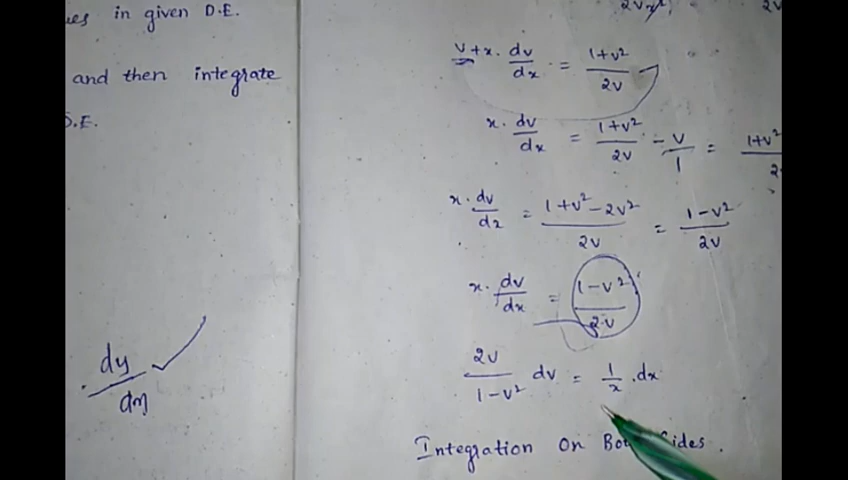 in given D.E.
and then integrate
D.E.
dy/dx
v + x. dv/dx = 1+v²/2v
x. dv/dx = 1+v²/2v - v/1 = 1+v²
x. dv/dx = 1+v²-2v²/2v = 1-v²/2v
x. dv/dx = 1-v²/2v
2v/1-v² dv = 1/x .dx
Integration On Both Sides.